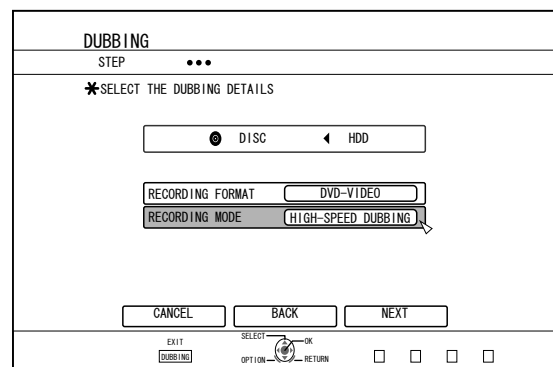 DUBBING
STEP
✱SELECT THE DUBBING DETAILS
DISC ◀ HDD
RECORDING FORMAT DVD-VIDEO
RECORDING MODE HIGH-SPEED DUBBING
CANCEL BACK NEXT
EXIT SELECT OK
DUBBING OPTION RETURN